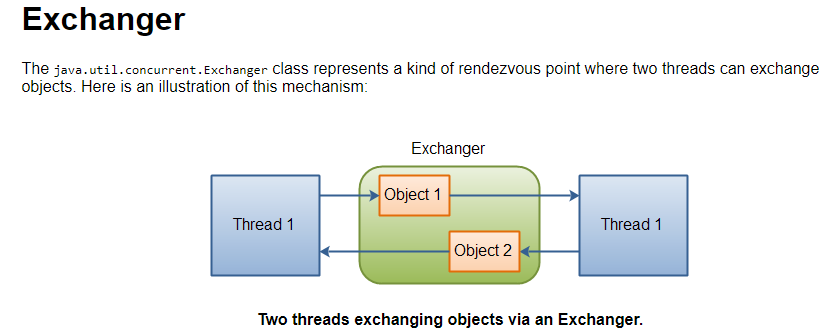 Exchanger
The java.util.concurrent.Exchanger class represents a kind of rendezvous point where two threads can exchange
objects. Here is an illustration of this mechanism:
Exchanger
Object 1
Thread 1
Thread 1
Object 2
Two threads exchanging objects via an Exchanger.